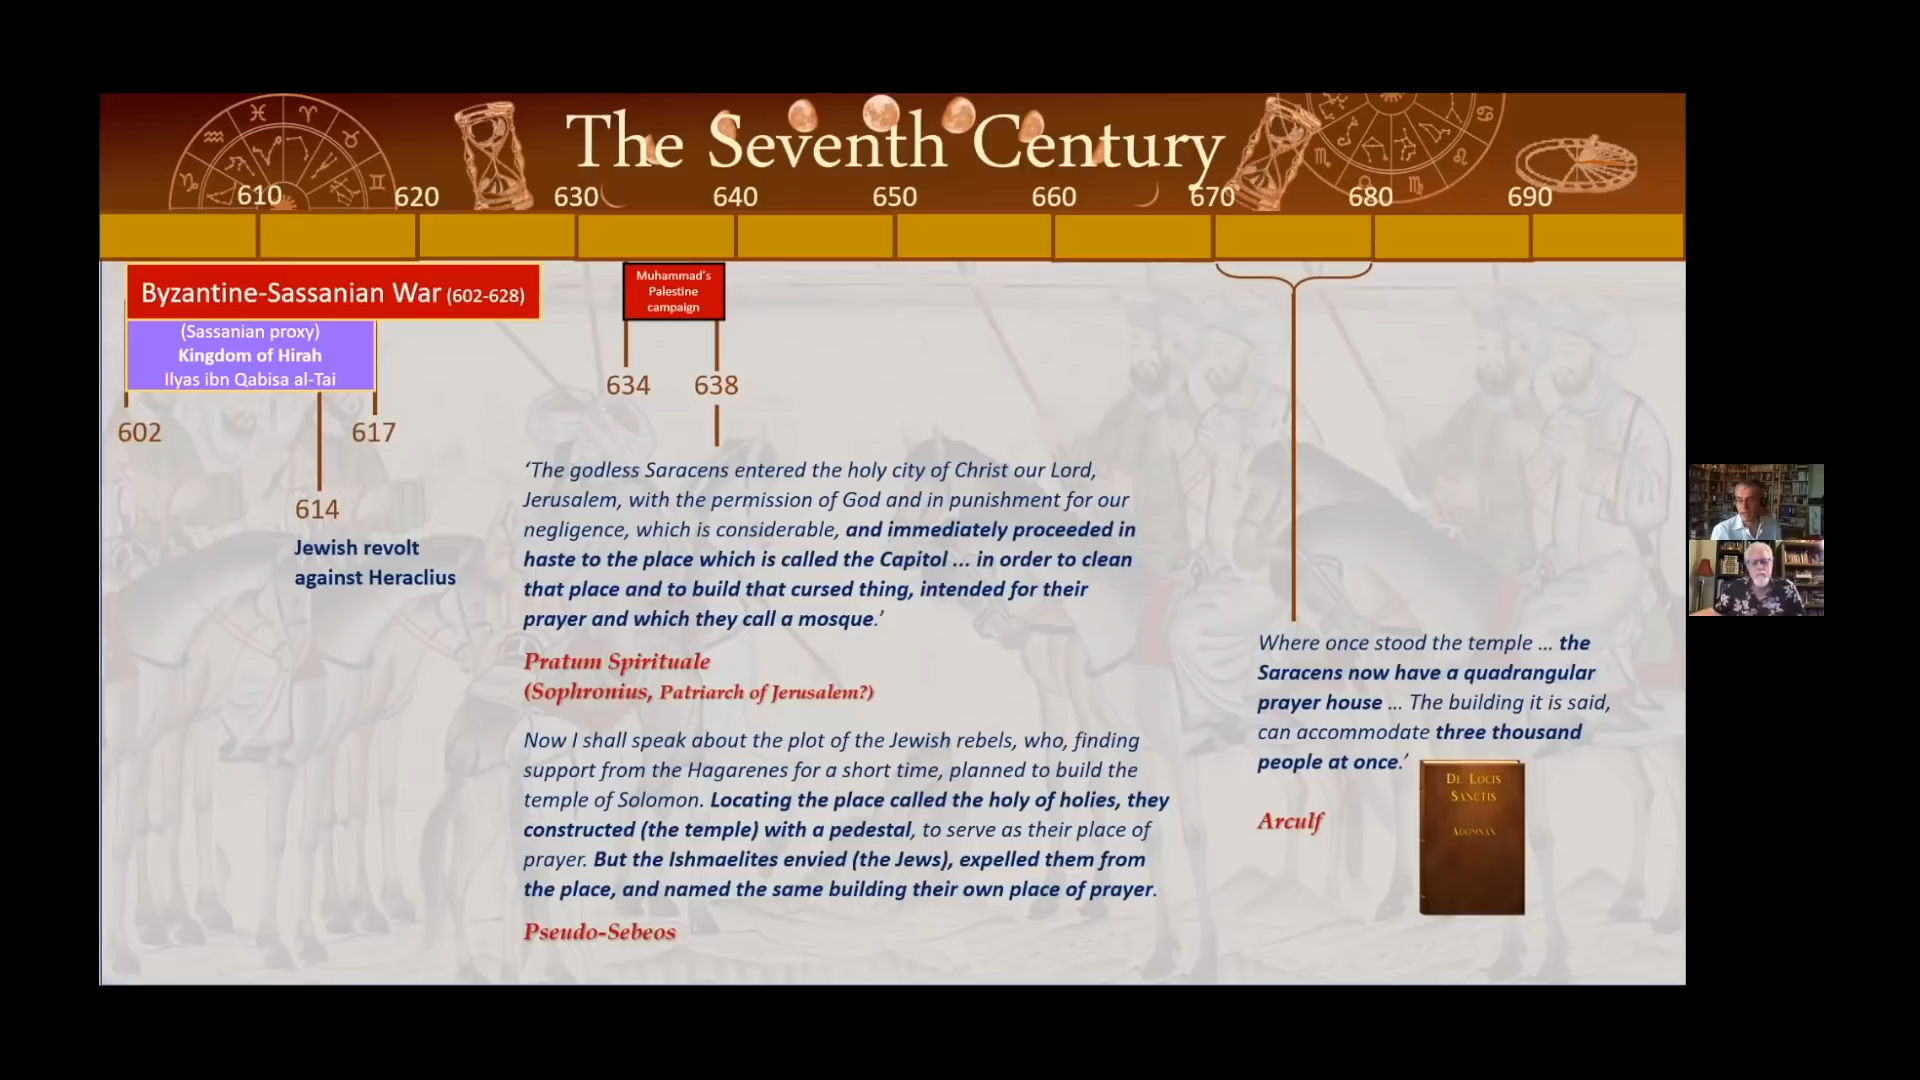 The Seventh Century
610 620 630 640 650 660 670 680 690
Byzantine-Sassanian War (602-628)
(Sassanian proxy)
Kingdom of Hirah
Ilyas ibn Qabisa al-Tai
602
617
614
Jewish revolt
against Heraclius
Muhammad's
Palestine
campaign
634
638
‘The godless Saracens entered the holy city of Christ our Lord,
Jerusalem, with the permission of God and in punishment for our
negligence, which is considerable, and immediately proceeded in
haste to the place which is called the Capitol ... in order to clean
that place and to build that cursed thing, intended for their
prayer and which they call a mosque.’
Pratum Spirituale
(Sophronius, Patriarch of Jerusalem?)
Now I shall speak about the plot of the Jewish rebels, who, finding
support from the Hagarenes for a short time, planned to build the
temple of Solomon. Locating the place called the holy of holies, they
constructed (the temple) with a pedestal, to serve as their place of
prayer. But the Ishmaelites envied (the Jews), expelled them from
the place, and named the same building their own place of prayer.
Pseudo-Sebeos
Where once stood the temple ... the
Saracens now have a quadrangular
prayer house ... The building it is said,
can accommodate three thousand
people at once.’
Arculf
De Locis
Sanctis
Adomnán